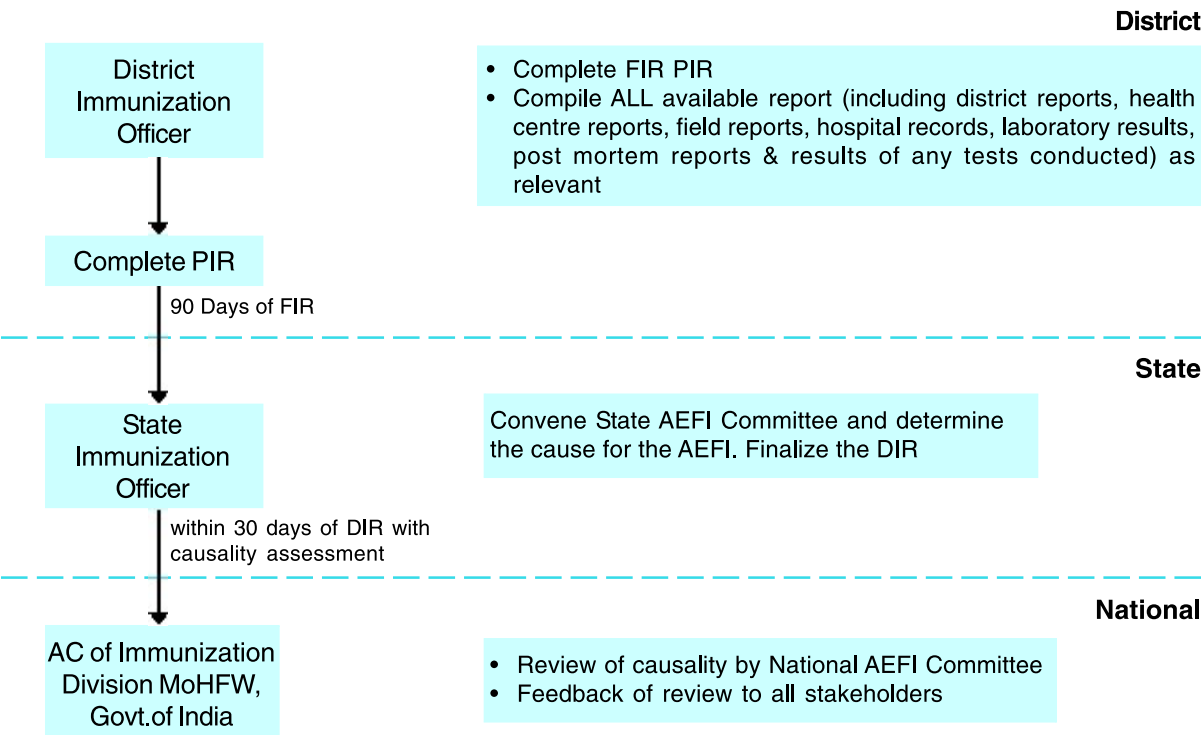 District
District
Immunization
Officer
• Complete FIR PIR
• Compile ALL available report (including district reports, health
centre reports, field reports, hospital records, laboratory results,
post mortem reports & results of any tests conducted) as
relevant
Complete PIR
90 Days of FIR
State
State
Immunization
Officer
Convene State AEFI Committee and determine
the cause for the AEFI. Finalize the DIR
within 30 days of DIR with
causality assessment
National
AC of Immunization
Division MoHFW,
Govt.of India
• Review of causality by National AEFI Committee
• Feedback of review to all stakeholders